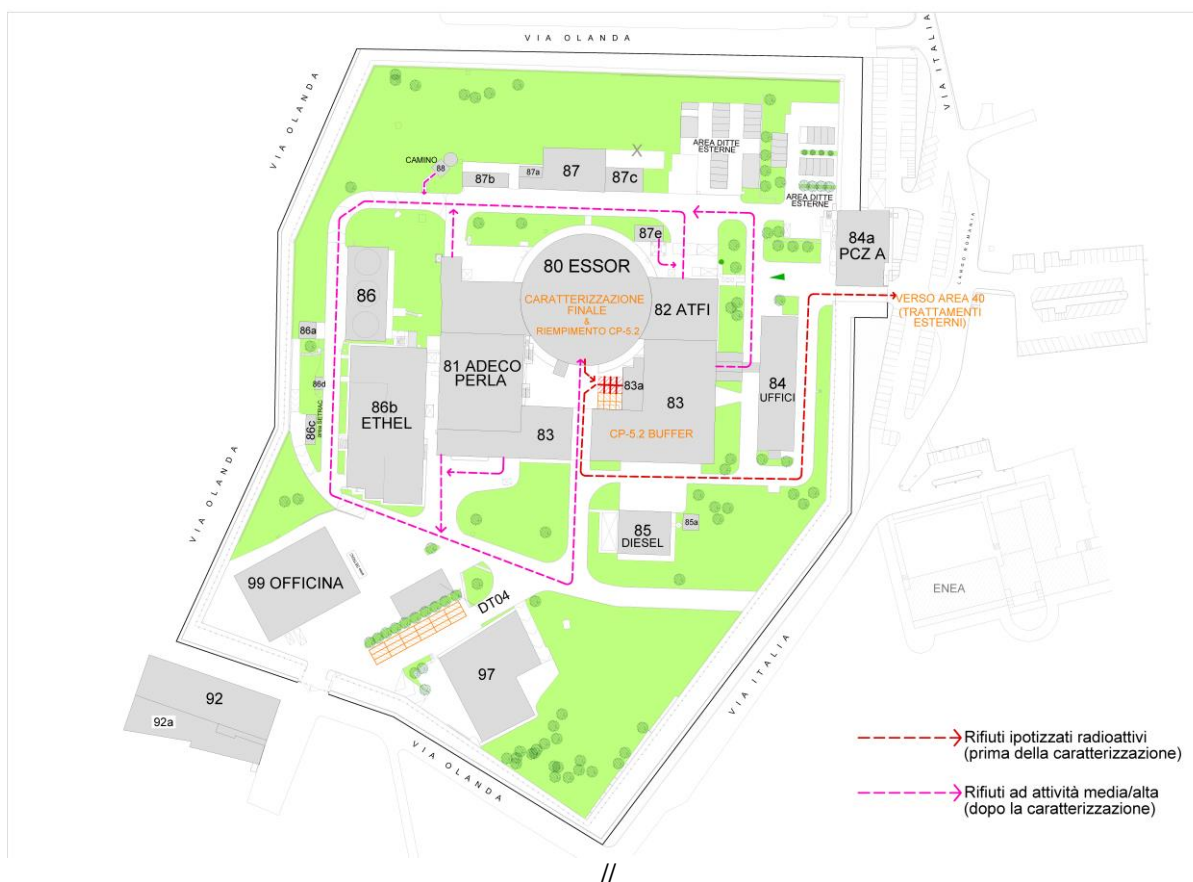 VIA OLANDA
VIA ITALIA
VIA OLANDA
AREA DITTE
ESTERNE
CAMINO
88
87b
87a
87
87c
AREA DITTE
ESTERNE
84a
PCZ A
LARGO ROMANIA
87e
80 ESSOR
CARATTERIZZAZIONE
FINALE
&
RIEMPIMENTO CP-5.2
82 ATFI
VERSO AREA 40
(TRATTAMENTI
ESTERNI)
86
86a
81 ADECO
PERLA
83a
83
84
UFFICI
86d
86b
ETHEL
86c
83
CP-5.2 BUFFER
VIA OLANDA
85
DIESEL
85a
99 OFFICINA
DT04
ENEA
97
92
92a
VIA ITALIA
VIA OLANDA
Rifiuti ipotizzati radioattivi
(prima della caratterizzazione)
Rifiuti ad attività media/alta
(dopo la caratterizzazione)
//